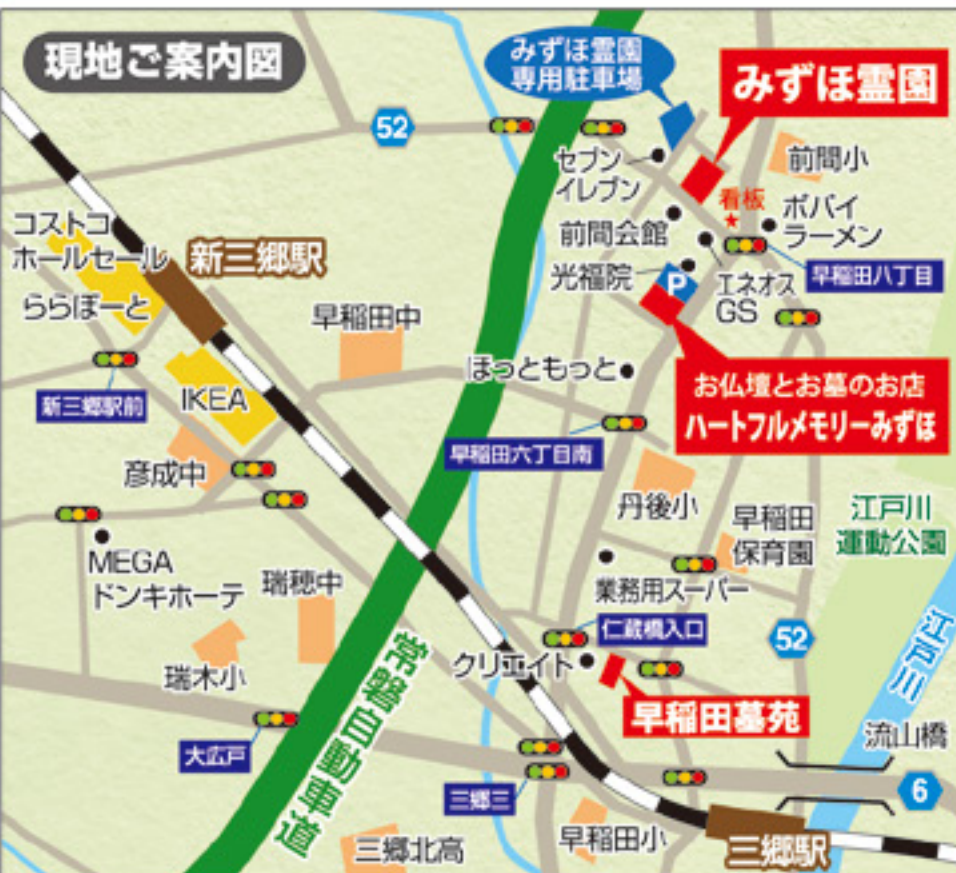 現地ご案内図
みずほ霊園
専用駐車場
みずほ霊園
52
セブン
イレブン
前間小
看板
ポパイ
ラーメン
前間会館
早稲田八丁目
光福院
P
エネオス
GS
コストコ
ホールセール
新三郷駅
ららぽーと
早稲田中
ほっともっと
お仏壇とお墓のお店
ハートフルメモリーみずほ
新三郷駅前
IKEA
早稲田六丁目南
彦成中
丹後小
早稲田
保育園
江戸川
運動公園
MEGA
ドンキホーテ
瑞穂中
業務用スーパー
仁蔵橋入口
52
江戸川
クリエイト
瑞木小
早稲田墓苑
常磐自動車道
大広戸
流山橋
三郷三
6
早稲田小
三郷北高
三郷駅